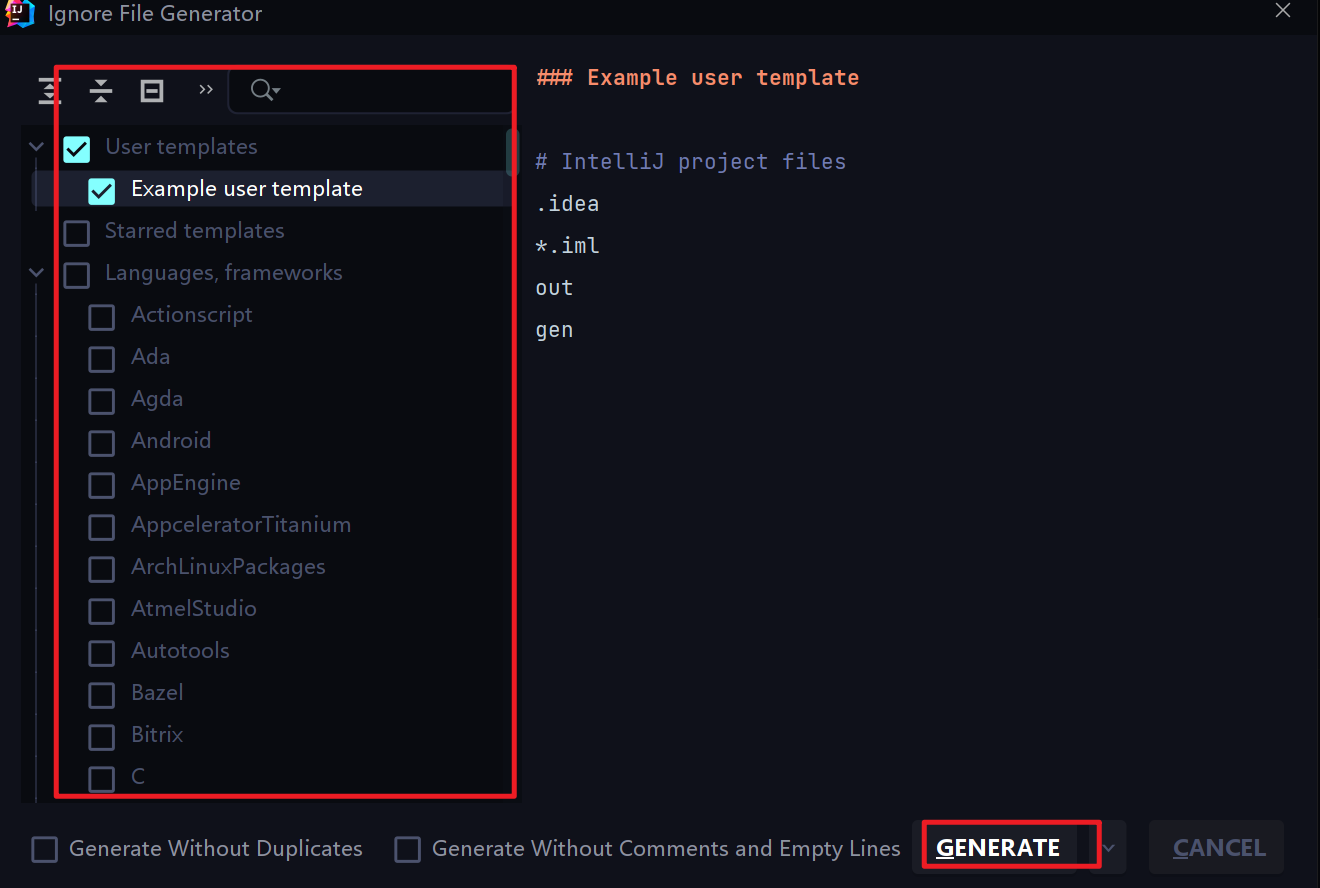 IJ
Ignore File Generator
User templates
Example user template
Starred templates
Languages, frameworks
Actionscript
Ada
Agda
Android
AppEngine
AppceleratorTitanium
ArchLinuxPackages
AtmelStudio
Autotools
Bazel
Bitrix
C
### Example user template
# IntelliJ project files
.idea
*.iml
out
gen
Generate Without Duplicates
Generate Without Comments and Empty Lines
GENERATE
CANCEL